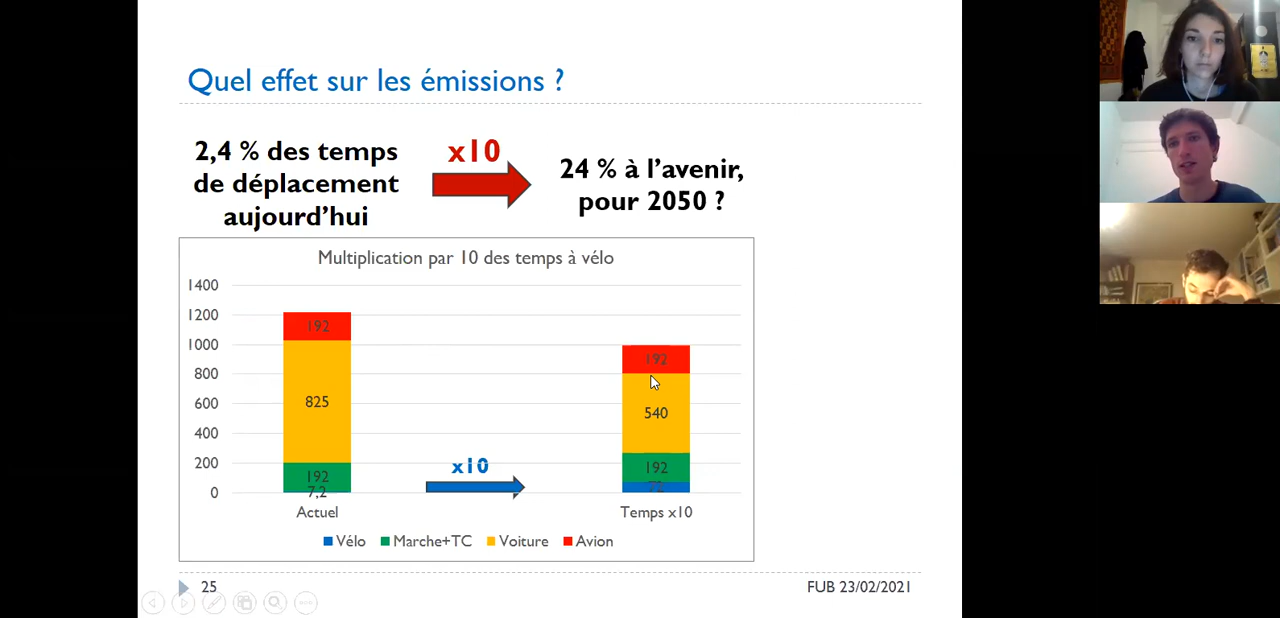 Quel effet sur les émissions ?
2,4 % des temps
de déplacement
aujourd'hui
x10
24 % à l'avenir,
pour 2050 ?
Multiplication par 10 des temps à vélo
1400
1200
1000
800
600
400
200
0
192
825
192
7,2
x10
192
540
192
72
Actuel
Temps x10
Vélo
Marche+TC
Voiture
Avion
25
FUB 23/02/2021